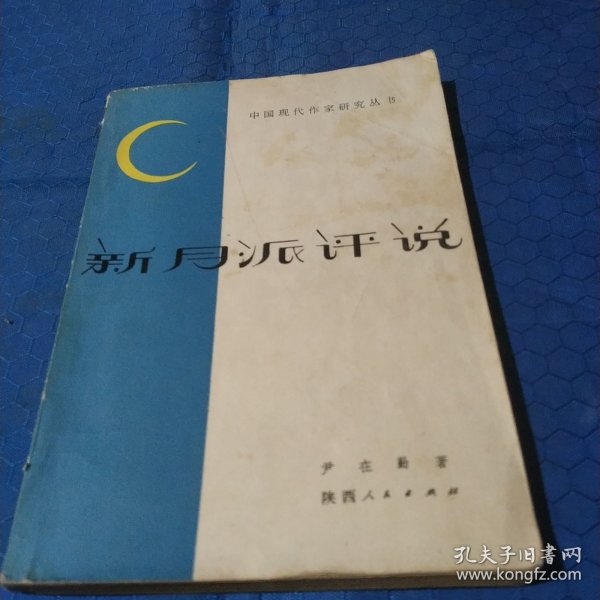 中国现代作家研究丛书
新月派评说
尹在勤 著
陕西人民出版社
孔夫子旧书网
www.kongfz.com